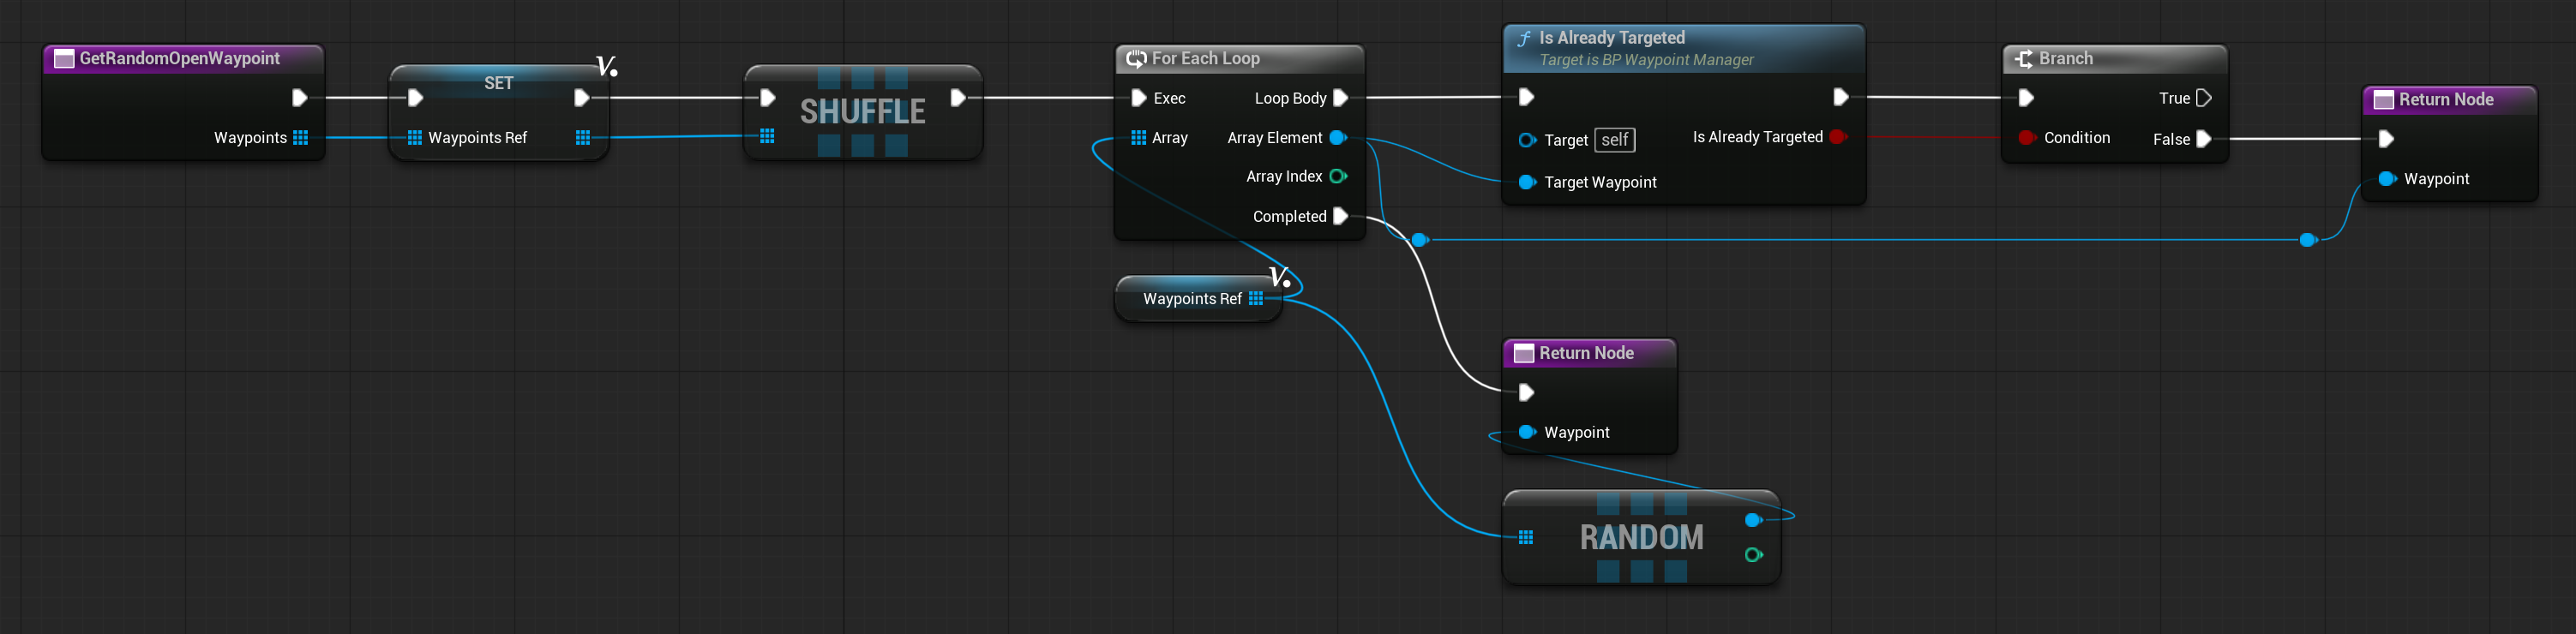 GetRandomOpenWaypoint
Waypoints
SET
Waypoints Ref
V.
SHUFFLE
For Each Loop
Exec
Loop Body
Array
Array Element
Array Index
Completed
Waypoints Ref
V.
f Is Already Targeted
Target is BP Waypoint Manager
Target self
Is Already Targeted
Target Waypoint
Branch
True
Condition
False
Return Node
Waypoint
Return Node
Waypoint
RANDOM